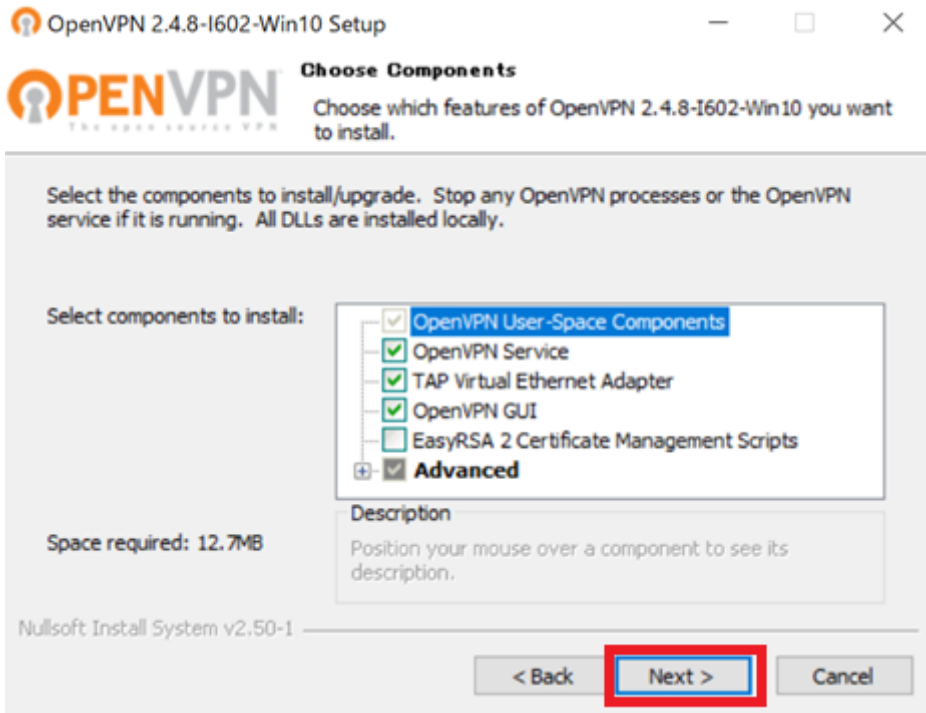 OpenVPN 2.4.8-I602-Win10 Setup
OPENVPN
The open source VPN
Choose Components
Choose which features of OpenVPN 2.4.8-I602-Win10 you want
to install.
Select the components to install/upgrade. Stop any OpenVPN processes or the OpenVPN
service if it is running. All DLLs are installed locally.
Select components to install:
OpenVPN User-Space Components
OpenVPN Service
TAP Virtual Ethernet Adapter
OpenVPN GUI
EasyRSA 2 Certificate Management Scripts
Advanced
Space required: 12.7MB
Description
Position your mouse over a component to see its
description.
Nullsoft Install System v2.50-1
< Back
Next >
Cancel